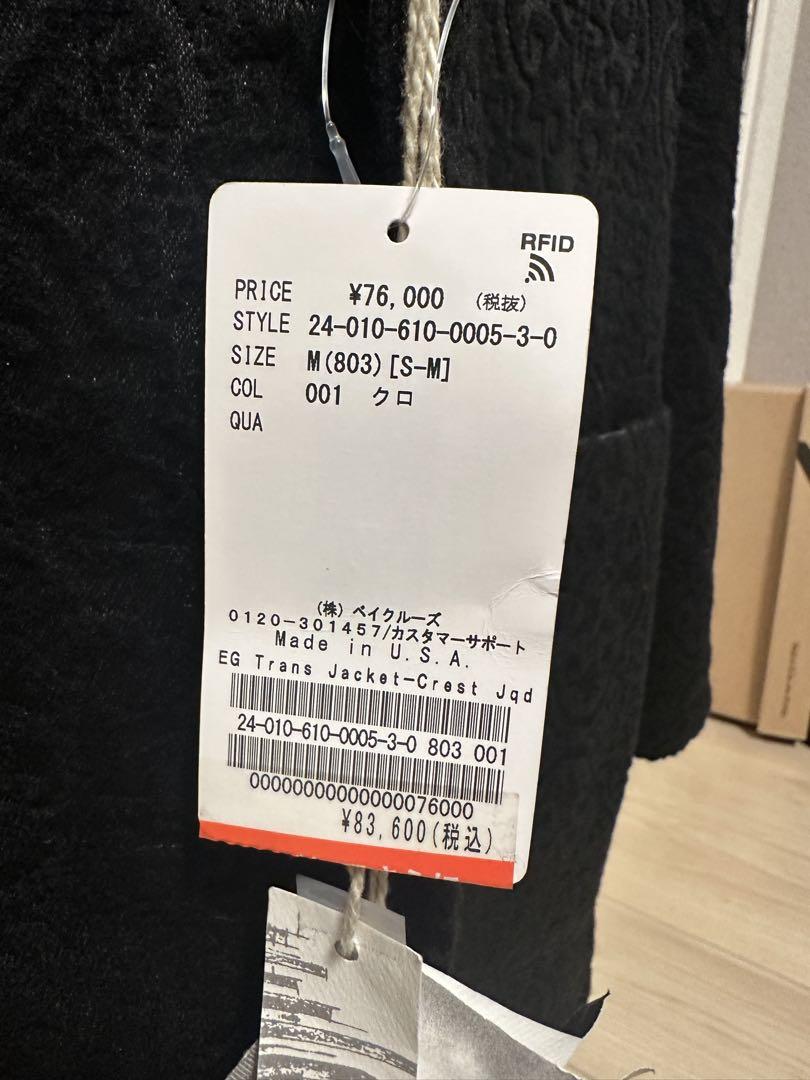 RFID
PRICE ¥76,000 (税抜)
STYLE 24-010-610-0005-3-0
SIZE M(803)[S-M]
COL 001 クロ
QUA
(株) ベイクルーズ
0120-301457/カスタマーサポート
Made in U.S.A.
EG Trans Jacket-Crest Jqd
24-010-610-0005-3-0 803 001
00000000000000076000
¥83,600(税込)